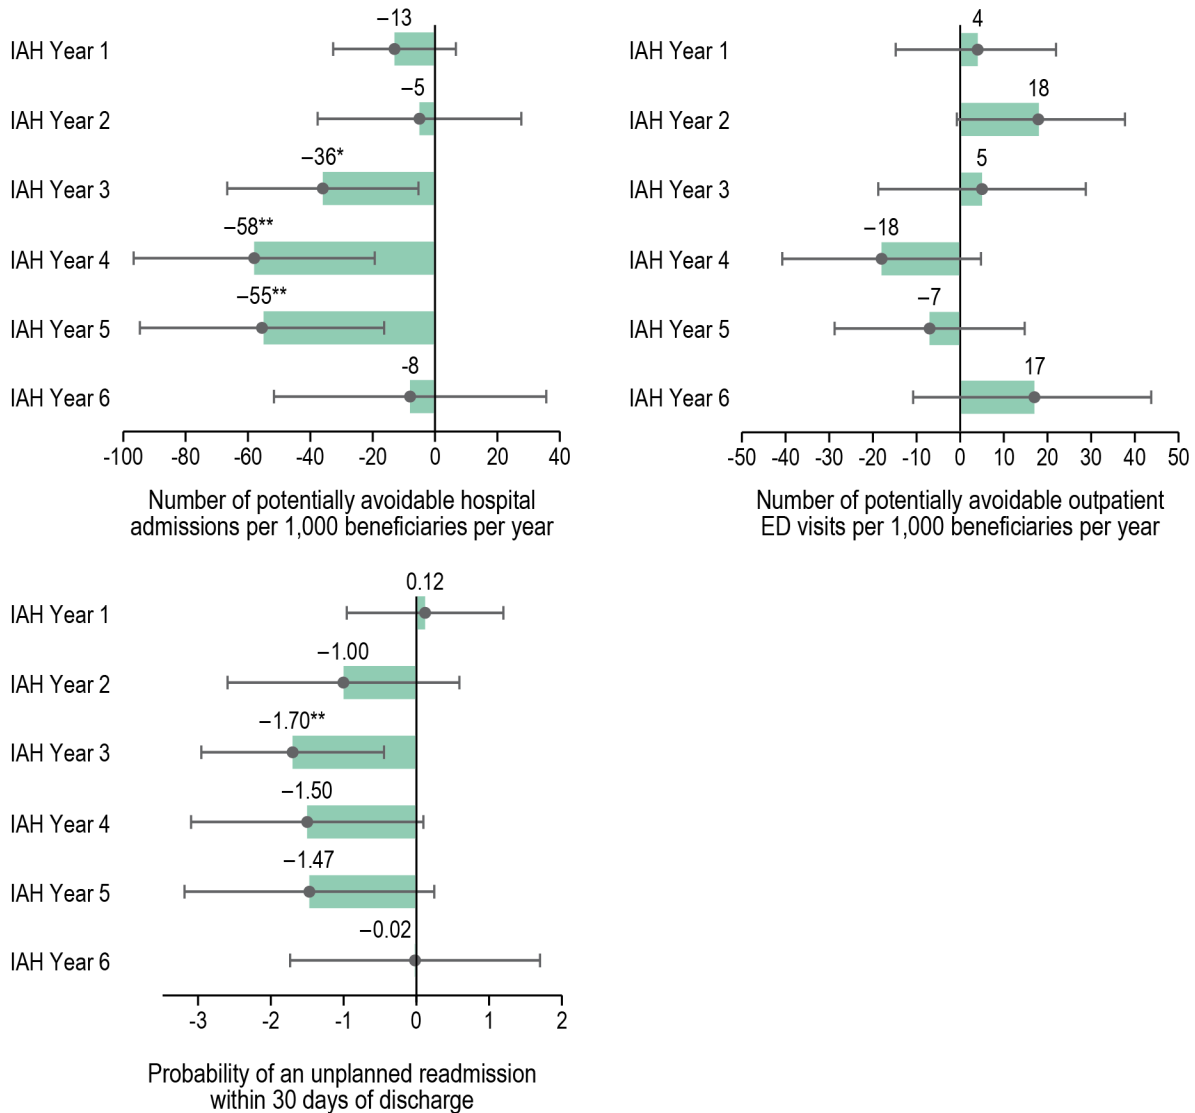 –13
IAH Year 1
–5
IAH Year 2
–36*
IAH Year 3
–58**
IAH Year 4
–55**
IAH Year 5
-8
IAH Year 6
-100 -80 -60 -40 -20 0 20 40
Number of potentially avoidable hospital
admissions per 1,000 beneficiaries per year
4
IAH Year 1
18
IAH Year 2
5
IAH Year 3
–18
IAH Year 4
–7
IAH Year 5
17
IAH Year 6
-50 -40 -30 -20 -10 0 10 20 30 40 50
Number of potentially avoidable outpatient
ED visits per 1,000 beneficiaries per year
0.12
IAH Year 1
–1.00
IAH Year 2
–1.70**
IAH Year 3
–1.50
IAH Year 4
–1.47
IAH Year 5
–0.02
IAH Year 6
-3 -2 -1 0 1 2
Probability of an unplanned readmission
within 30 days of discharge